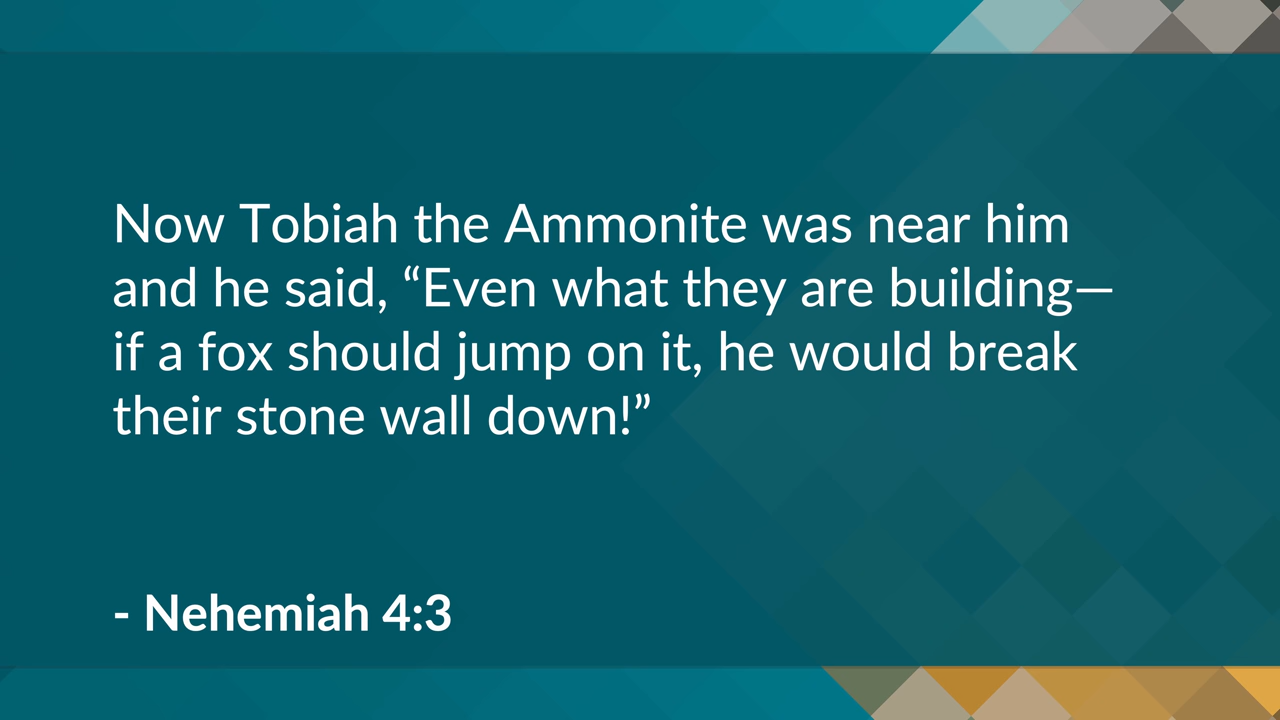 Now Tobiah the Ammonite was near him
and he said, “Even what they are building—
if a fox should jump on it, he would break
their stone wall down!”
- Nehemiah 4:3